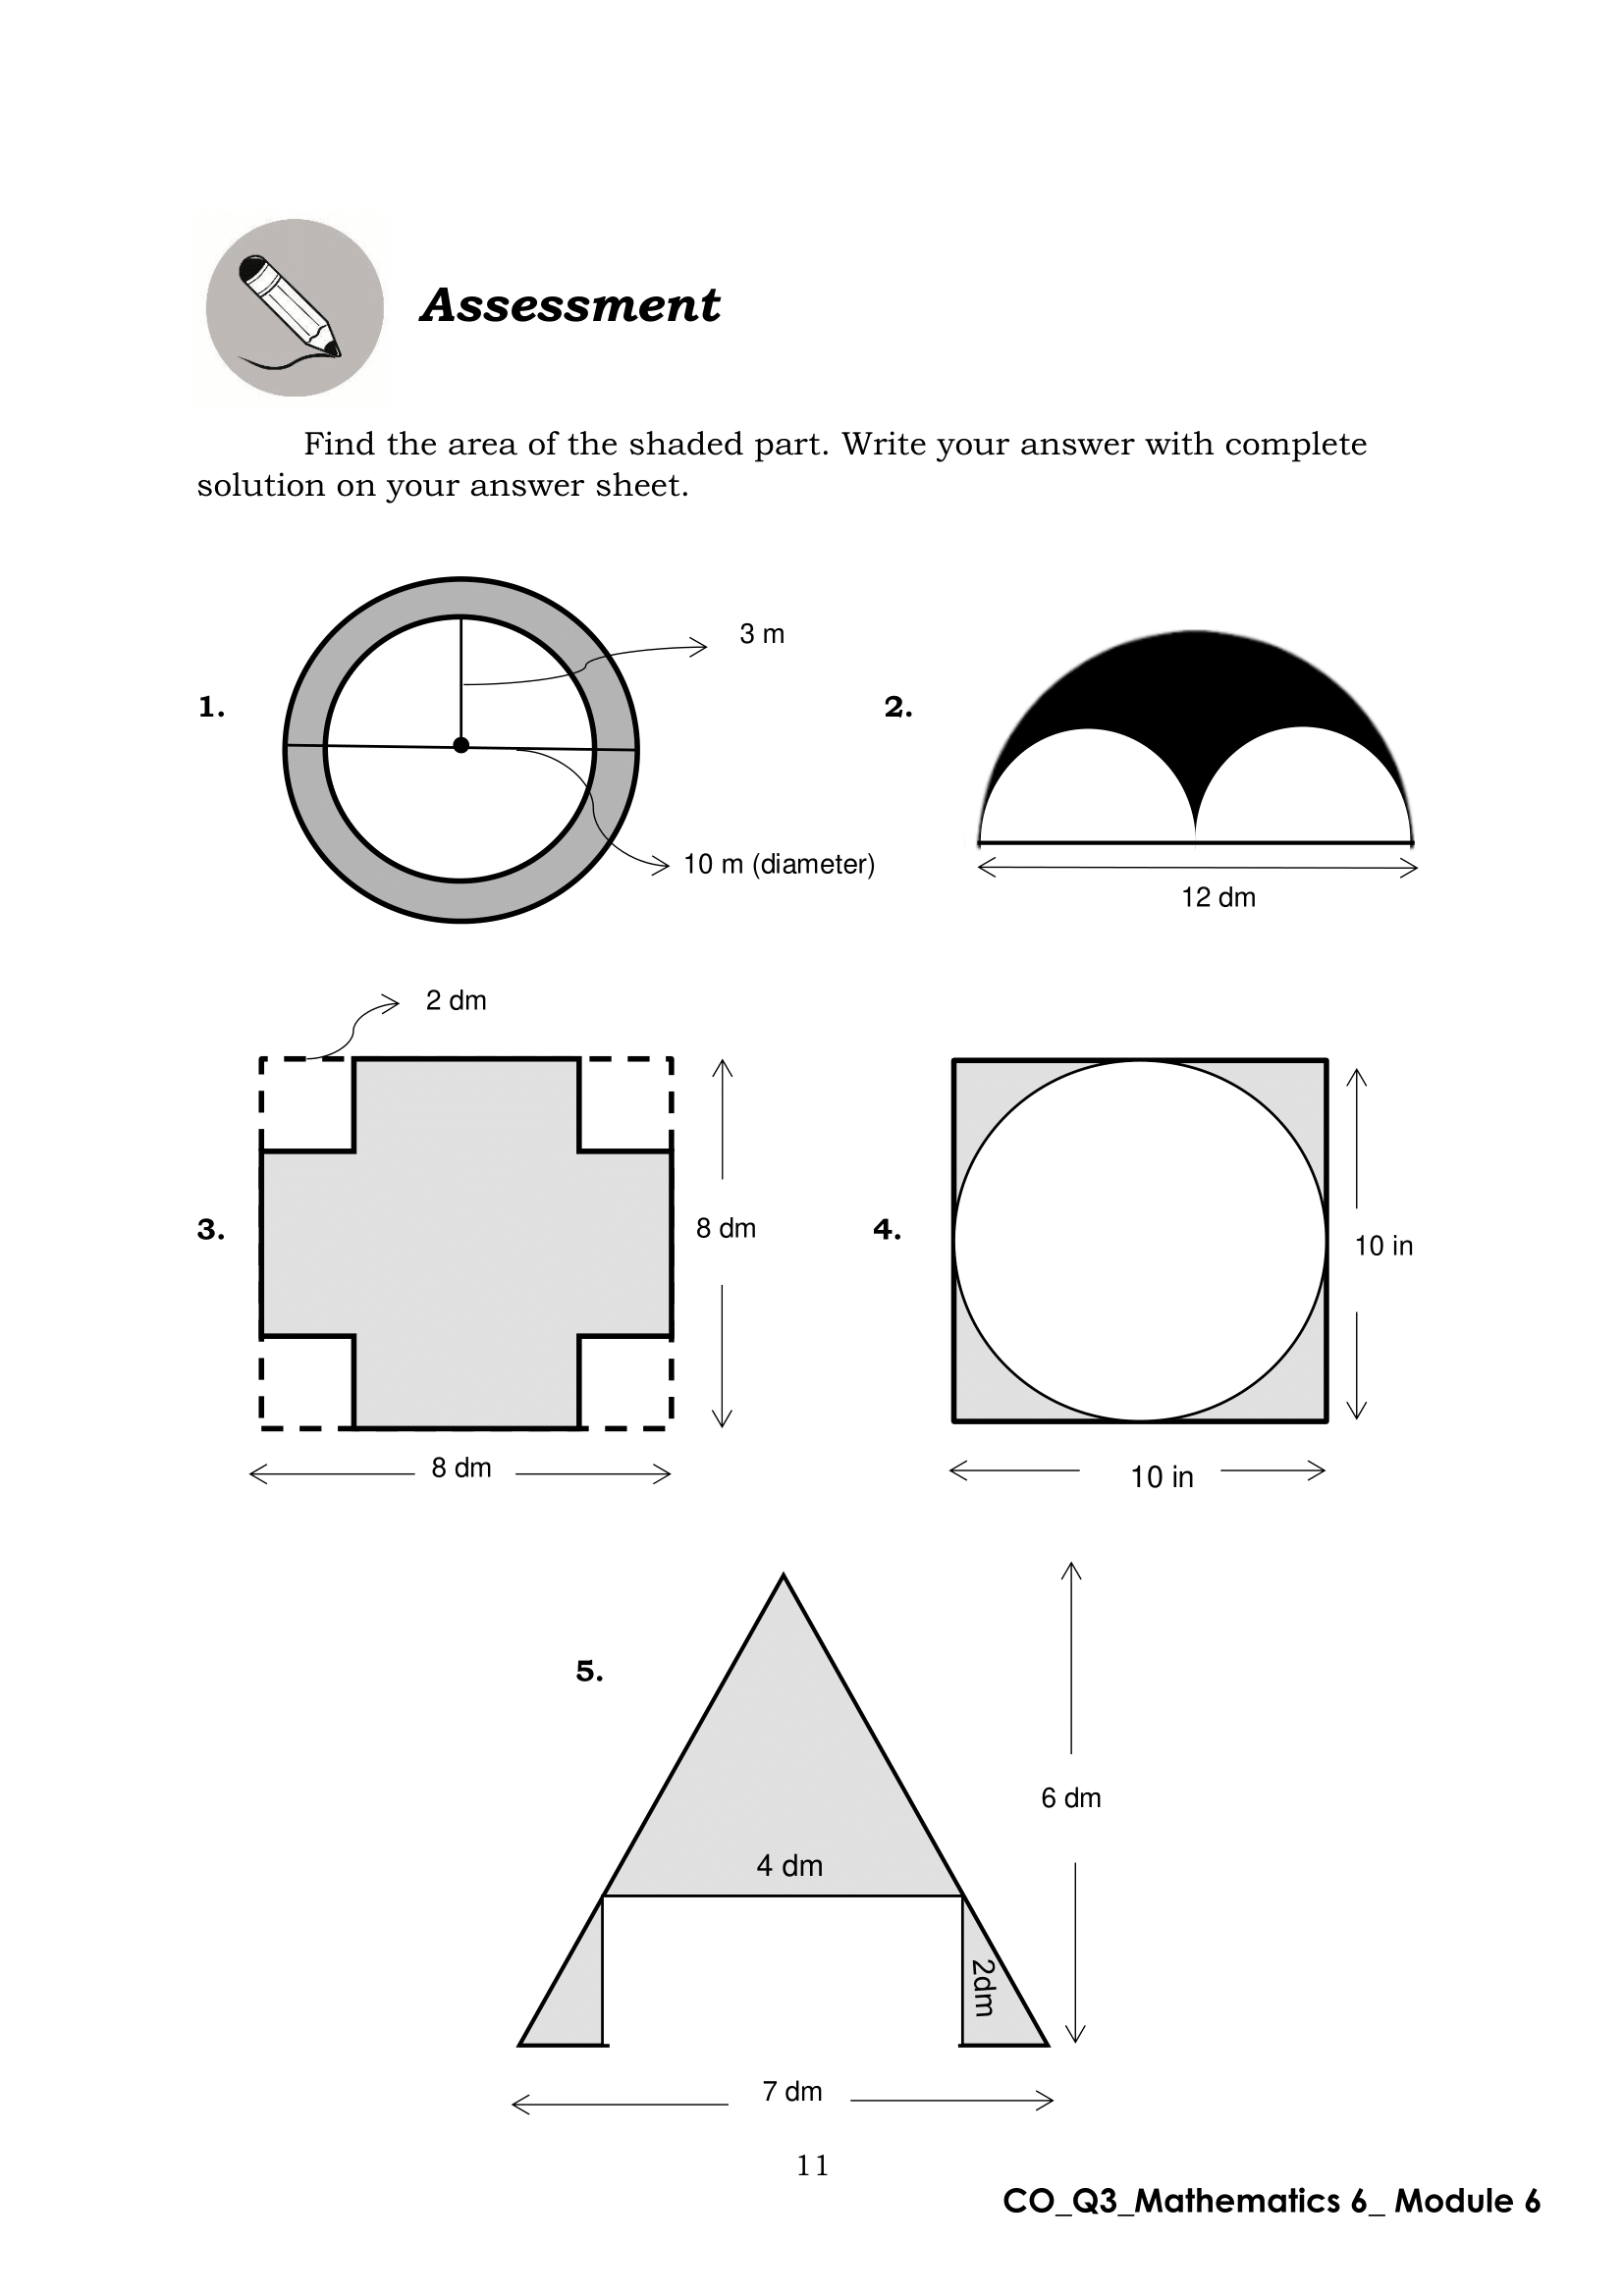 Assessment
Find the area of the shaded part. Write your answer with complete
solution on your answer sheet.
1.
3 m
10 m (diameter)
2.
12 dm
2 dm
3.
8 dm
8 dm
4.
10 in
10 in
5.
6 dm
4 dm
2dm
7 dm
11
CO_Q3_Mathematics 6_ Module 6